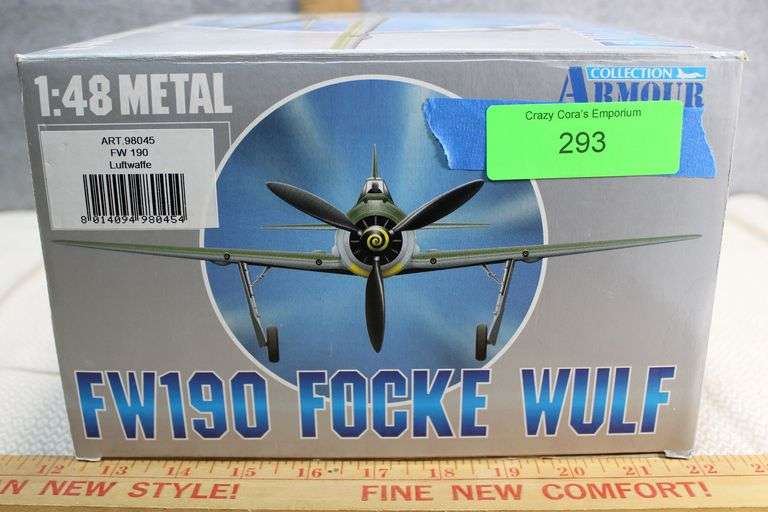 1:48 METAL
COLLECTION
ARMOUR
ART.98045
FW 190
Luftwaffe
8 014094 980454
Crazy Cora's Emporium
293
FW190 FOCKE WULF
12 13 14 15 16 17 18 19 20 21 22
N NEW STYLE! FINE NEW COMFORT!